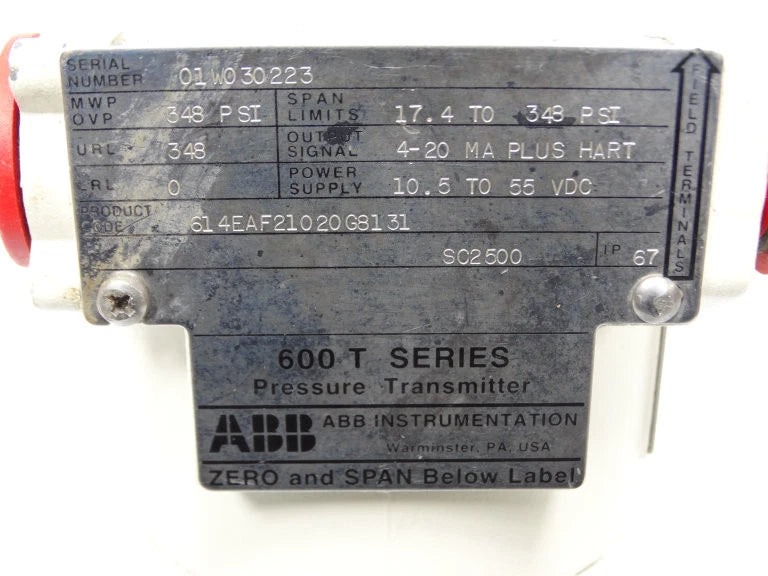 SERIAL NUMBER 01W030223
MWP OVP 348 PSI SPAN LIMITS 17.4 TO 348 PSI
URL 348 OUTPUT SIGNAL 4-20 MA PLUS HART
LRL 0 POWER SUPPLY 10.5 TO 55 VDC
PRODUCT CODE 614EAF21020G8131
SC2500 IP 67
FIELD TERMINALS
600 T SERIES
Pressure Transmitter
ABB ABB INSTRUMENTATION
Warminster, PA, USA
ZERO and SPAN Below Label